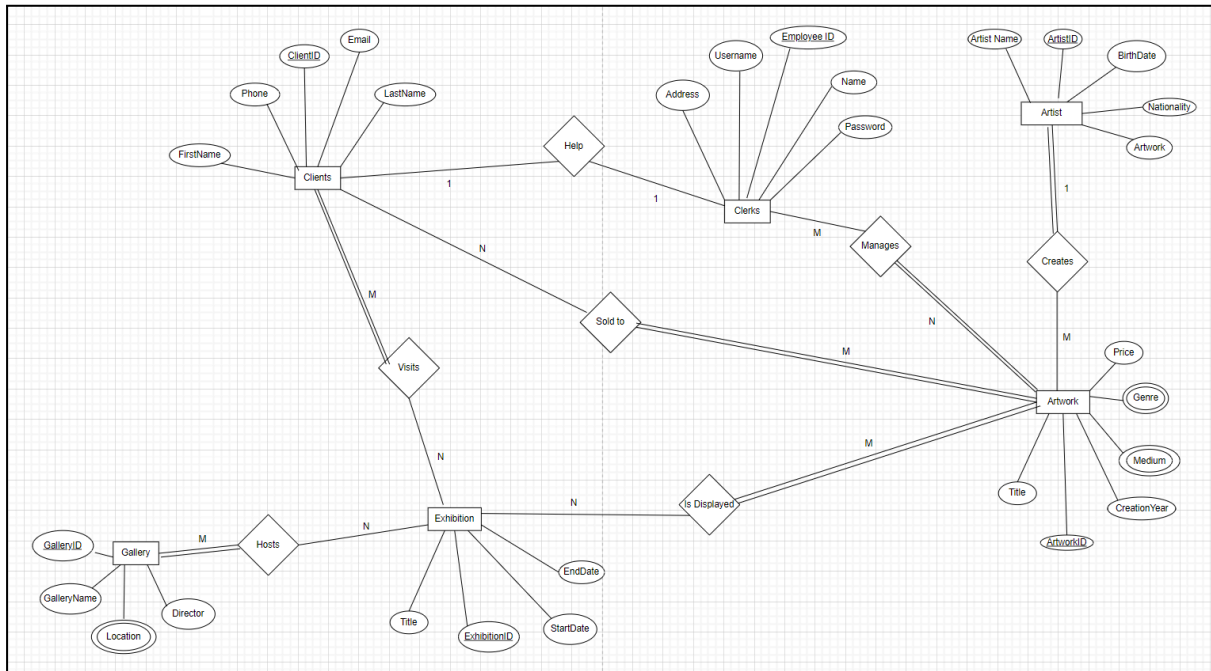 Email
Employee ID
Artist Name
ArtistID
ClientID
Username
BirthDate
Phone
LastName
Address
Name
Nationality
Artist
Password
Help
Artwork
FirstName
Clients
1
1
1
Clerks
M
Manages
N
Creates
M
Sold to
N
M
M
Visits
Price
Genre
Artwork
M
N
Medium
Title
Is Displayed
N
CreationYear
Exhibition
N
M
Hosts
ArtworkID
GalleryID
Gallery
EndDate
GalleryName
Director
Title
StartDate
Location
ExhibitionID